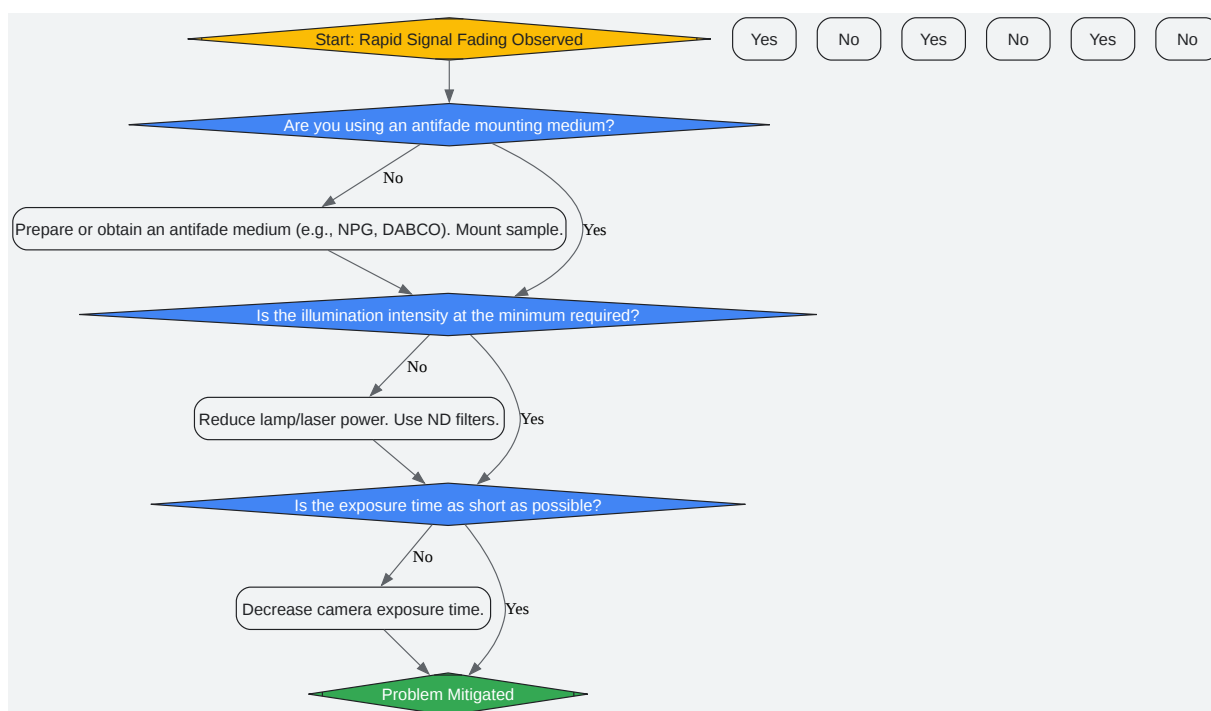 Start: Rapid Signal Fading Observed
Yes
No
Yes
No
Yes
No
Are you using an antifade mounting medium?
No
Prepare or obtain an antifade medium (e.g., NPG, DABCO). Mount sample.
Yes
Is the illumination intensity at the minimum required?
No
Reduce lamp/laser power. Use ND filters.
Yes
Is the exposure time as short as possible?
No
Decrease camera exposure time.
Yes
Problem Mitigated